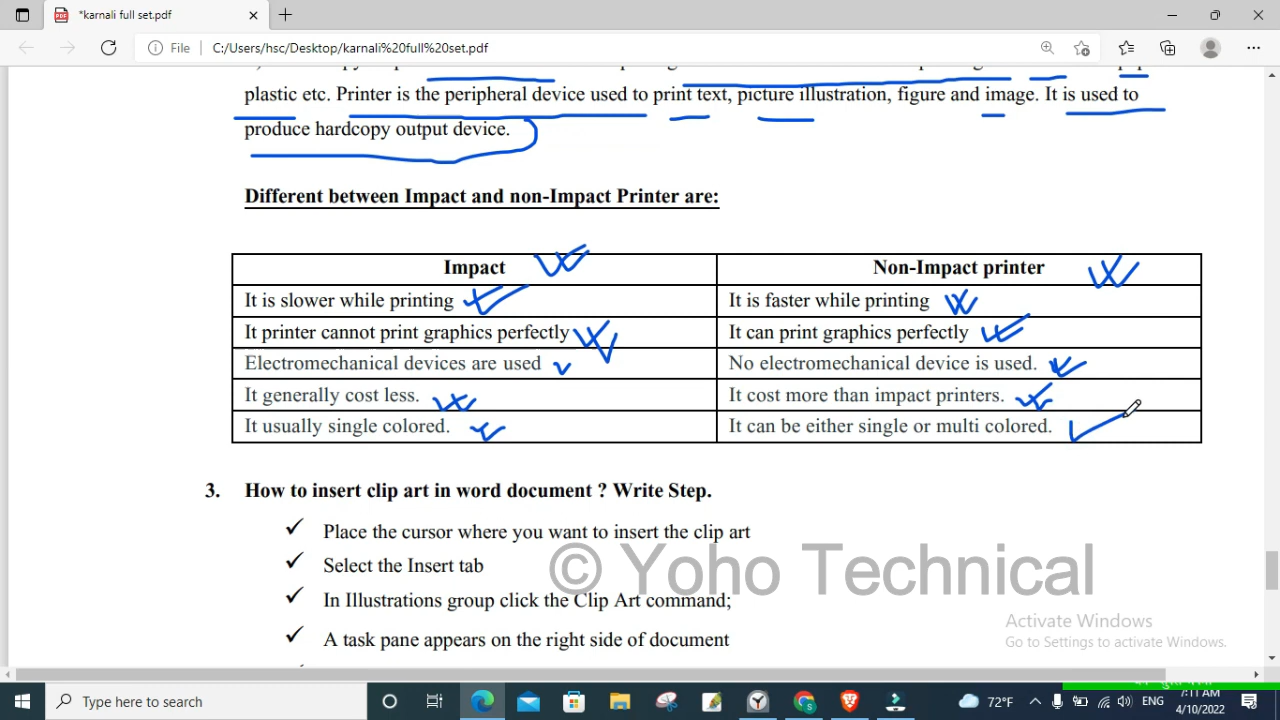 *karnali full set.pdf
File
C:/Users/hsc/Desktop/karnali%20full%20set.pdf
plastic etc. Printer is the peripheral device used to print text, picture illustration, figure and image. It is used to
produce hardcopy output device.
Different between Impact and non-Impact Printer are:
Impact
Non-Impact printer
It is slower while printing
It is faster while printing
It printer cannot print graphics perfectly
It can print graphics perfectly
Electromechanical devices are used
No electromechanical device is used.
It generally cost less.
It cost more than impact printers.
It usually single colored.
It can be either single or multi colored.
3. How to insert clip art in word document ? Write Step.
Place the cursor where you want to insert the clip art
Select the Insert tab
© Yoho Technical
In Illustrations group click the Clip Art command;
Activate Windows
A task pane appears on the right side of document
Go to Settings to activate Windows.
Type here to search
72°F
ENG
7:11 AM
4/10/2022